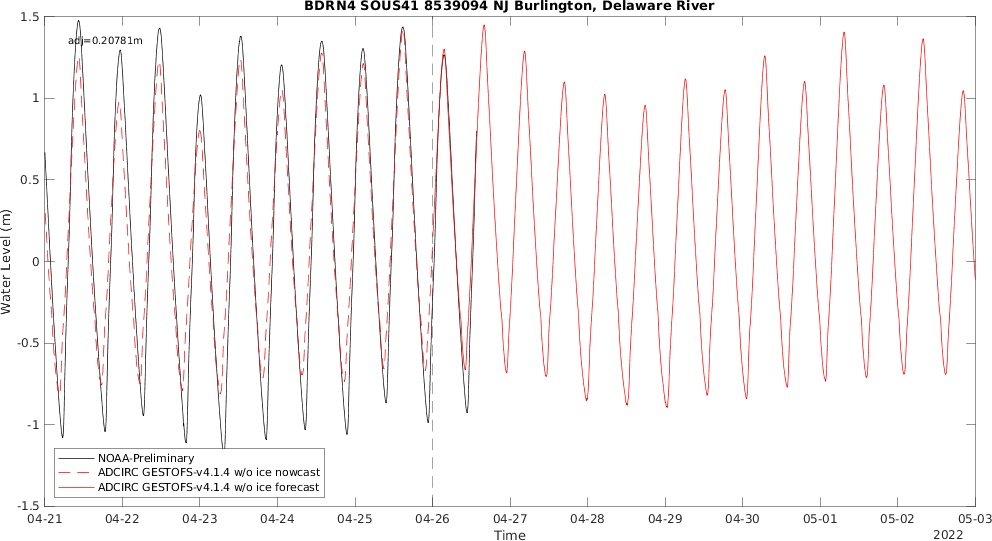 BDRN4 SOUS41 8539094 NJ Burlington, Delaware River
1.5
adj=0.20781m
1
0.5
0
-0.5
-1
-1.5
Water Level (m)
NOAA-Preliminary
ADCIRC GESTOFS-v4.1.4 w/o ice nowcast
ADCIRC GESTOFS-v4.1.4 w/o ice forecast
04-21 04-22 04-23 04-24 04-25 04-26 04-27 04-28 04-29 04-30 05-01 05-02 05-03
Time
2022